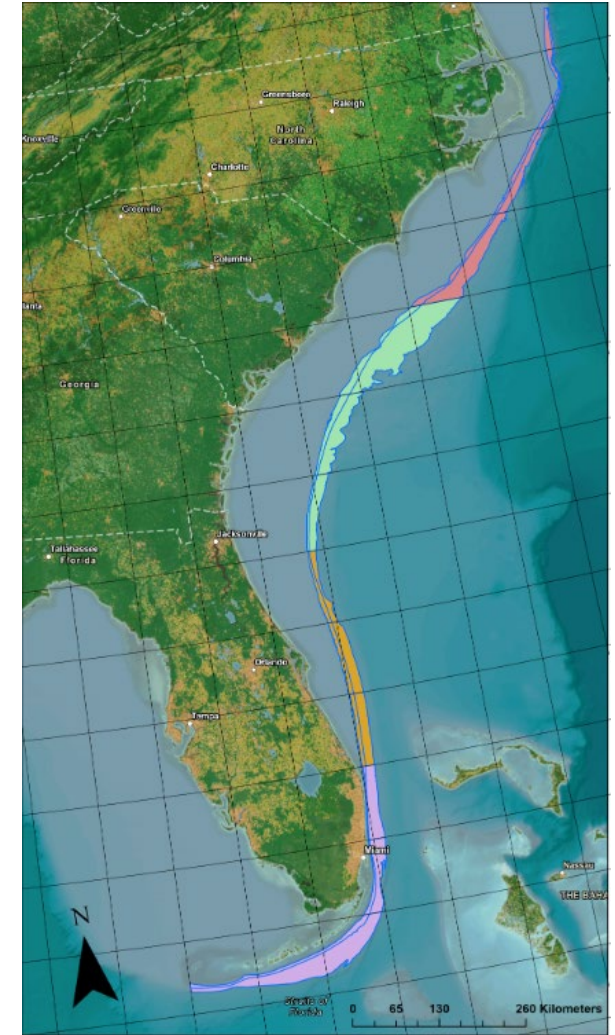 Greensboro
Raleigh
Knoxville
North
Carolina
Charlotte
Greenville
Columbia
lanta
Georgia
Jacksonville
Tallahassee
Florida
Orlando
Tampa
Miami
Nassau
THE BAHA
N
Straits of
Florida
0 65 130 260 Kilometers